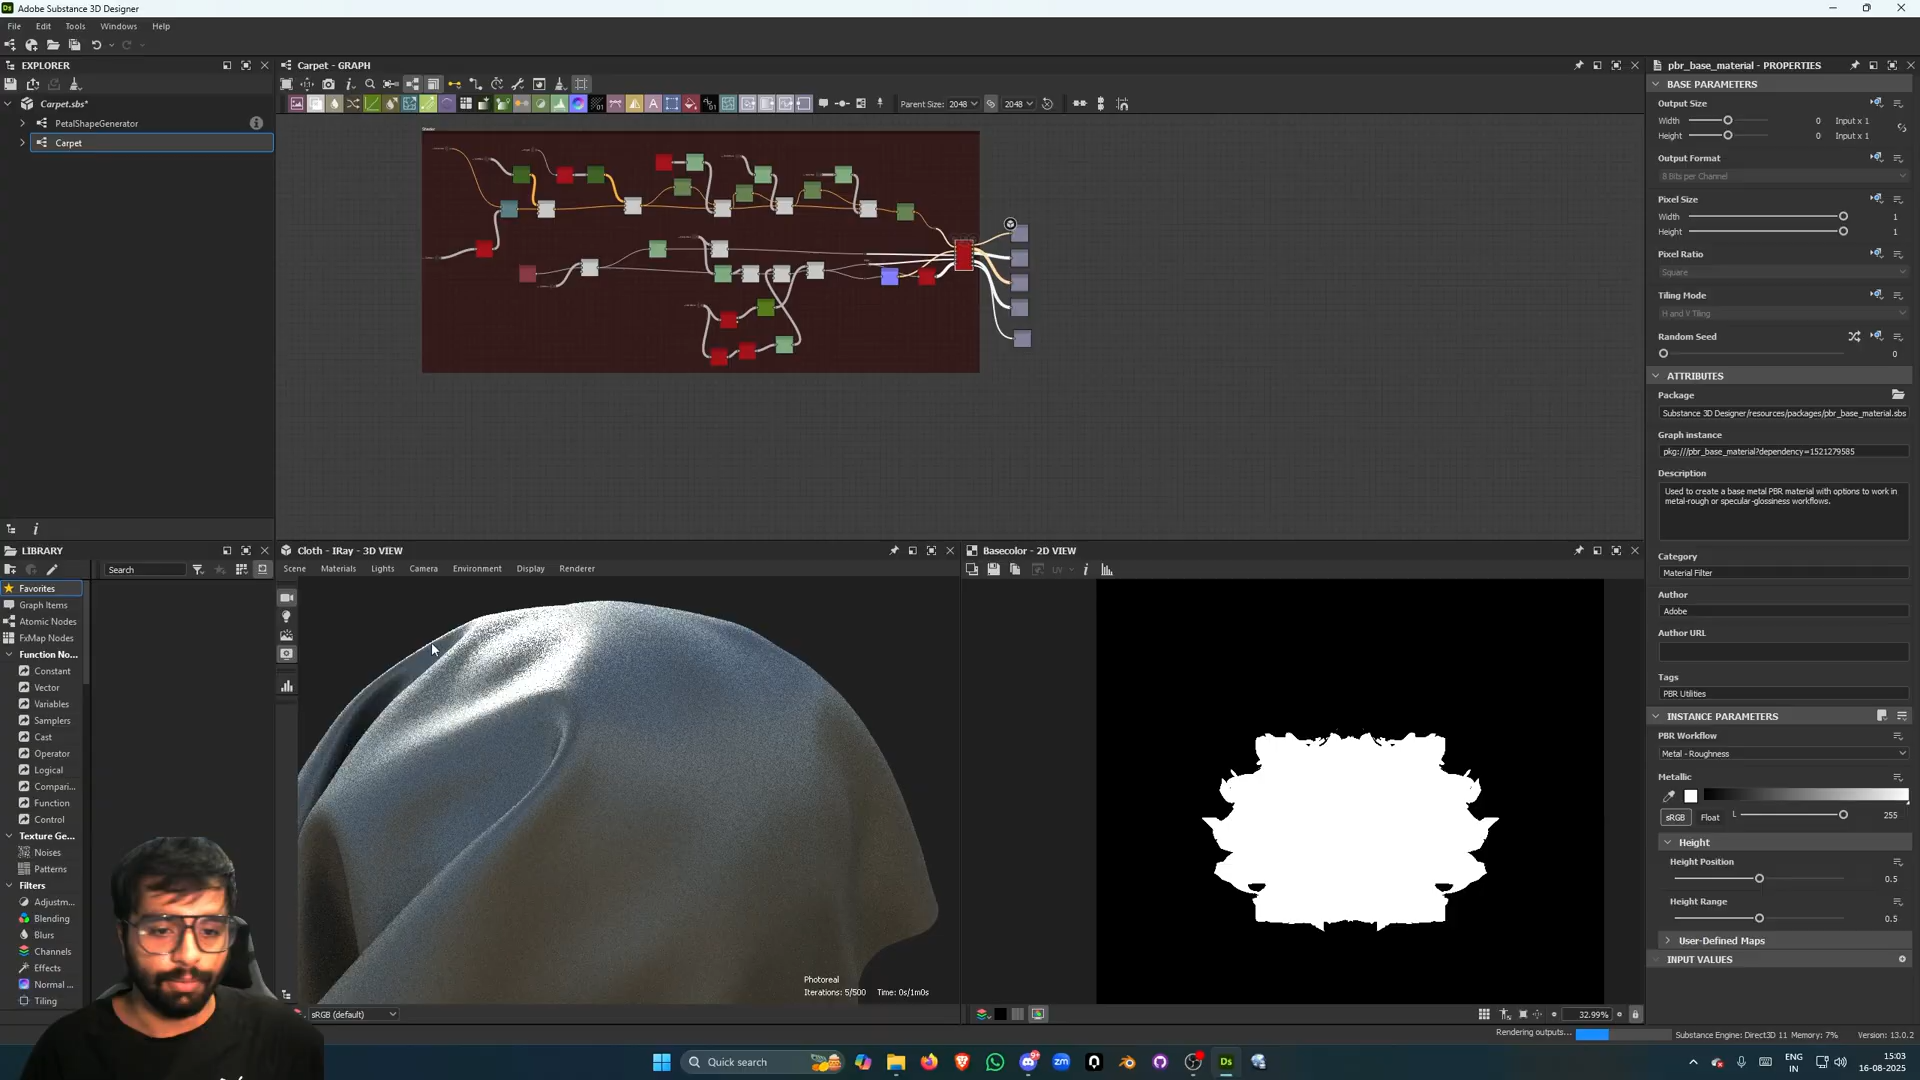 Adobe Substance 3D Designer
File Edit Tools Windows Help
EXPLORER
Carpet.sbs*
PetalShapeGenerator
Carpet
Carpet - GRAPH
Parent Size: 2048 2048
LIBRARY
Search
Favorites
Graph Items
Atomic Nodes
FxMap Nodes
Function No...
Constant
Vector
Variables
Samplers
Cast
Operator
Logical
Compari...
Function
Control
Texture Ge...
Noises
Patterns
Filters
Adjustm...
Blending
Blurs
Channels
Effects
Normal ...
Tiling
Cloth - IRay - 3D VIEW
Scene Materials Lights Camera Environment Display Renderer
Photoreal
Iterations: 5/500 Time: 0s/1m0s
sRGB (default)
Basecolor - 2D VIEW
UV
32.99%
pbr_base_material - PROPERTIES
BASE PARAMETERS
Output Size
Width 0 Input x 1
Height 0 Input x 1
Output Format
8 Bits per Channel
Pixel Size
Width 1
Height 1
Pixel Ratio
Square
Tiling Mode
H and V Tiling
Random Seed
0
ATTRIBUTES
Package
Substance 3D Designer/resources/packages/pbr_base_material.sbs
Graph instance
pkg:///pbr_base_material?dependency=1521279585
Description
Used to create a base metal PBR material with options to work in
metal-rough or specular-glossiness workflows.
Category
Material Filter
Author
Adobe
Author URL
Tags
PBR Utilities
INSTANCE PARAMETERS
PBR Workflow
Metal - Roughness
Metallic
sRGB Float L 255
Height
Height Position
0.5
Height Range
0.5
User-Defined Maps
INPUT VALUES
Rendering outputs... Substance Engine: Direct3D 11 Memory: 7% Version: 13.0.2
Quick search
zm
Ds
ENG
IN
15:03
16-08-2025